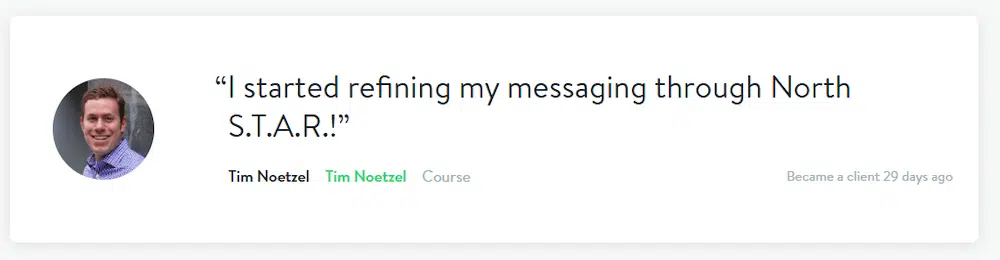 “I started refining my messaging through North
S.T.A.R.!”
Tim Noetzel Tim Noetzel Course Became a client 29 days ago